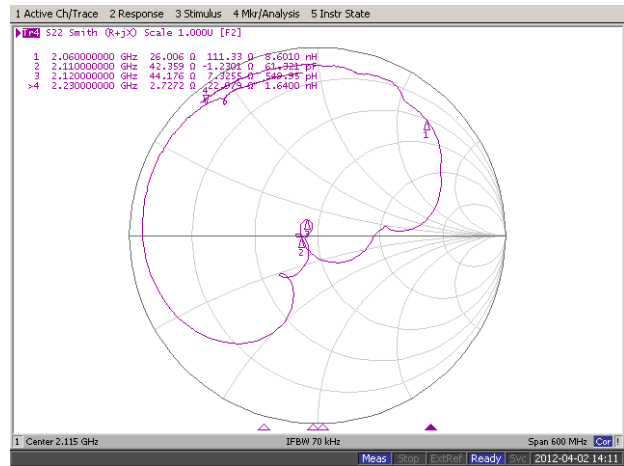 1 Active Ch/Trace 2 Response 3 Stimulus 4 Mkr/Analysis 5 Instr State
Tr4 S22 Smith (R+jX) Scale 1.000U [F2]
1 2.060000000 GHz 26.006 Ω 111.33 Ω 8.6010 nH
2 2.110000000 GHz 42.359 Ω -1.2301 Ω 61.321 pF
3 2.120000000 GHz 44.176 Ω 7.3255 Ω 549.95 pH
>4 2.230000000 GHz 2.7272 Ω 22.979 Ω 1.6400 nH
4
1
3
2
1 Center 2.115 GHz IFBW 70 kHz Span 600 MHz Cor !
Meas Stop ExtRef Ready Svc 2012-04-02 14:11